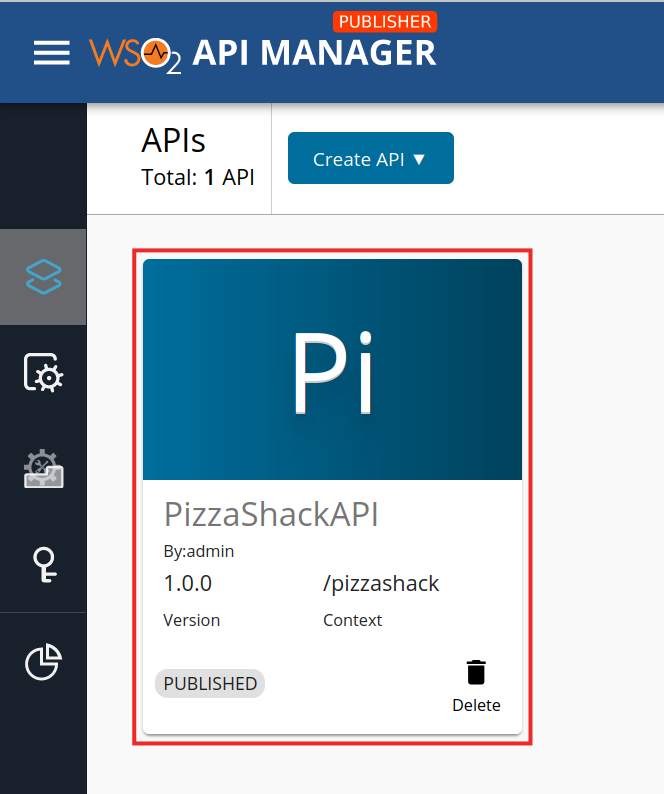 PUBLISHER
WSO2 API MANAGER
APIs
Total: 1 API
Create API ▼
Pi
PizzaShackAPI
By:admin
1.0.0 /pizzashack
Version Context
PUBLISHED
Delete